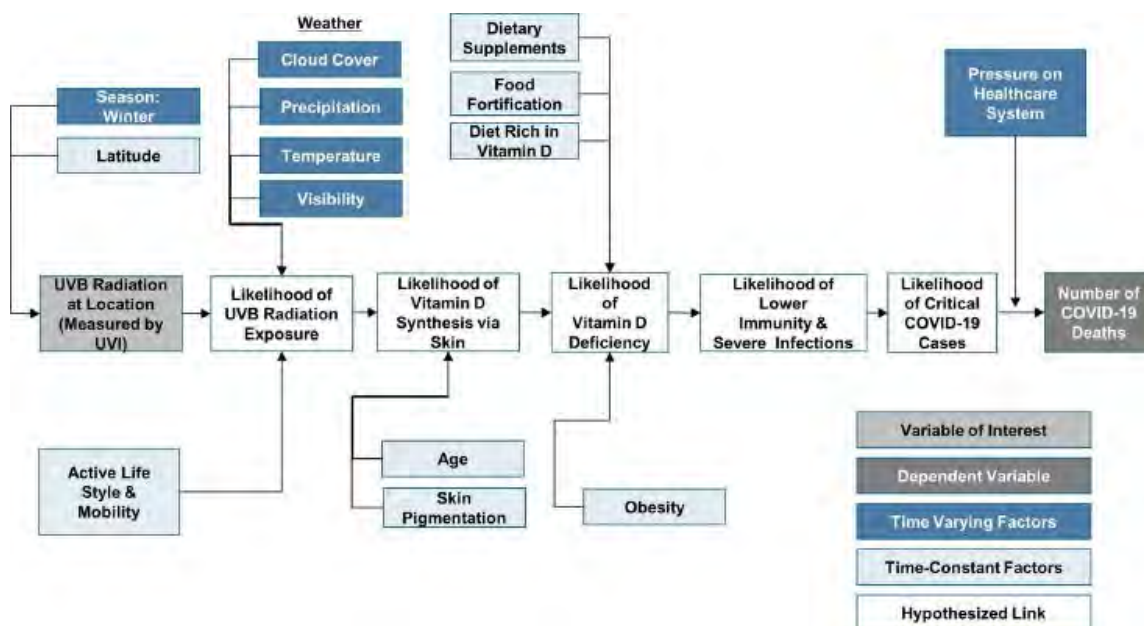 Weather
Cloud Cover
Precipitation
Temperature
Visibility
Season:
Winter
Latitude
Dietary
Supplements
Food
Fortification
Diet Rich in
Vitamin D
Pressure on
Healthcare
System
UVB Radiation
at Location
(Measured by
UVI)
Likelihood of
UVB Radiation
Exposure
Likelihood of
Vitamin D
Synthesis via
Skin
Likelihood
of
Vitamin D
Deficiency
Likelihood of
Lower
Immunity &
Severe Infections
Likelihood
of Critical
COVID-19
Cases
Number of
COVID-19
Deaths
Active Life
Style &
Mobility
Age
Skin
Pigmentation
Obesity
Variable of Interest
Dependent Variable
Time Varying Factors
Time-Constant Factors
Hypothesized Link